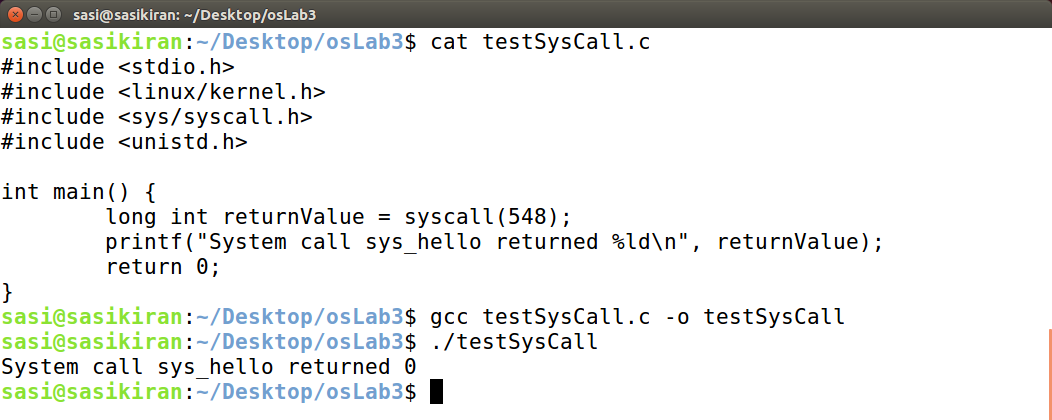 sasi@sasikiran: ~/Desktop/osLab3
sasi@sasikiran:~/Desktop/osLab3$ cat testSysCall.c
#include <stdio.h>
#include <linux/kernel.h>
#include <sys/syscall.h>
#include <unistd.h>

int main() {
        long int returnValue = syscall(548);
        printf("System call sys_hello returned %ld\n", returnValue);
        return 0;
}
sasi@sasikiran:~/Desktop/osLab3$ gcc testSysCall.c -o testSysCall
sasi@sasikiran:~/Desktop/osLab3$ ./testSysCall
System call sys_hello returned 0
sasi@sasikiran:~/Desktop/osLab3$